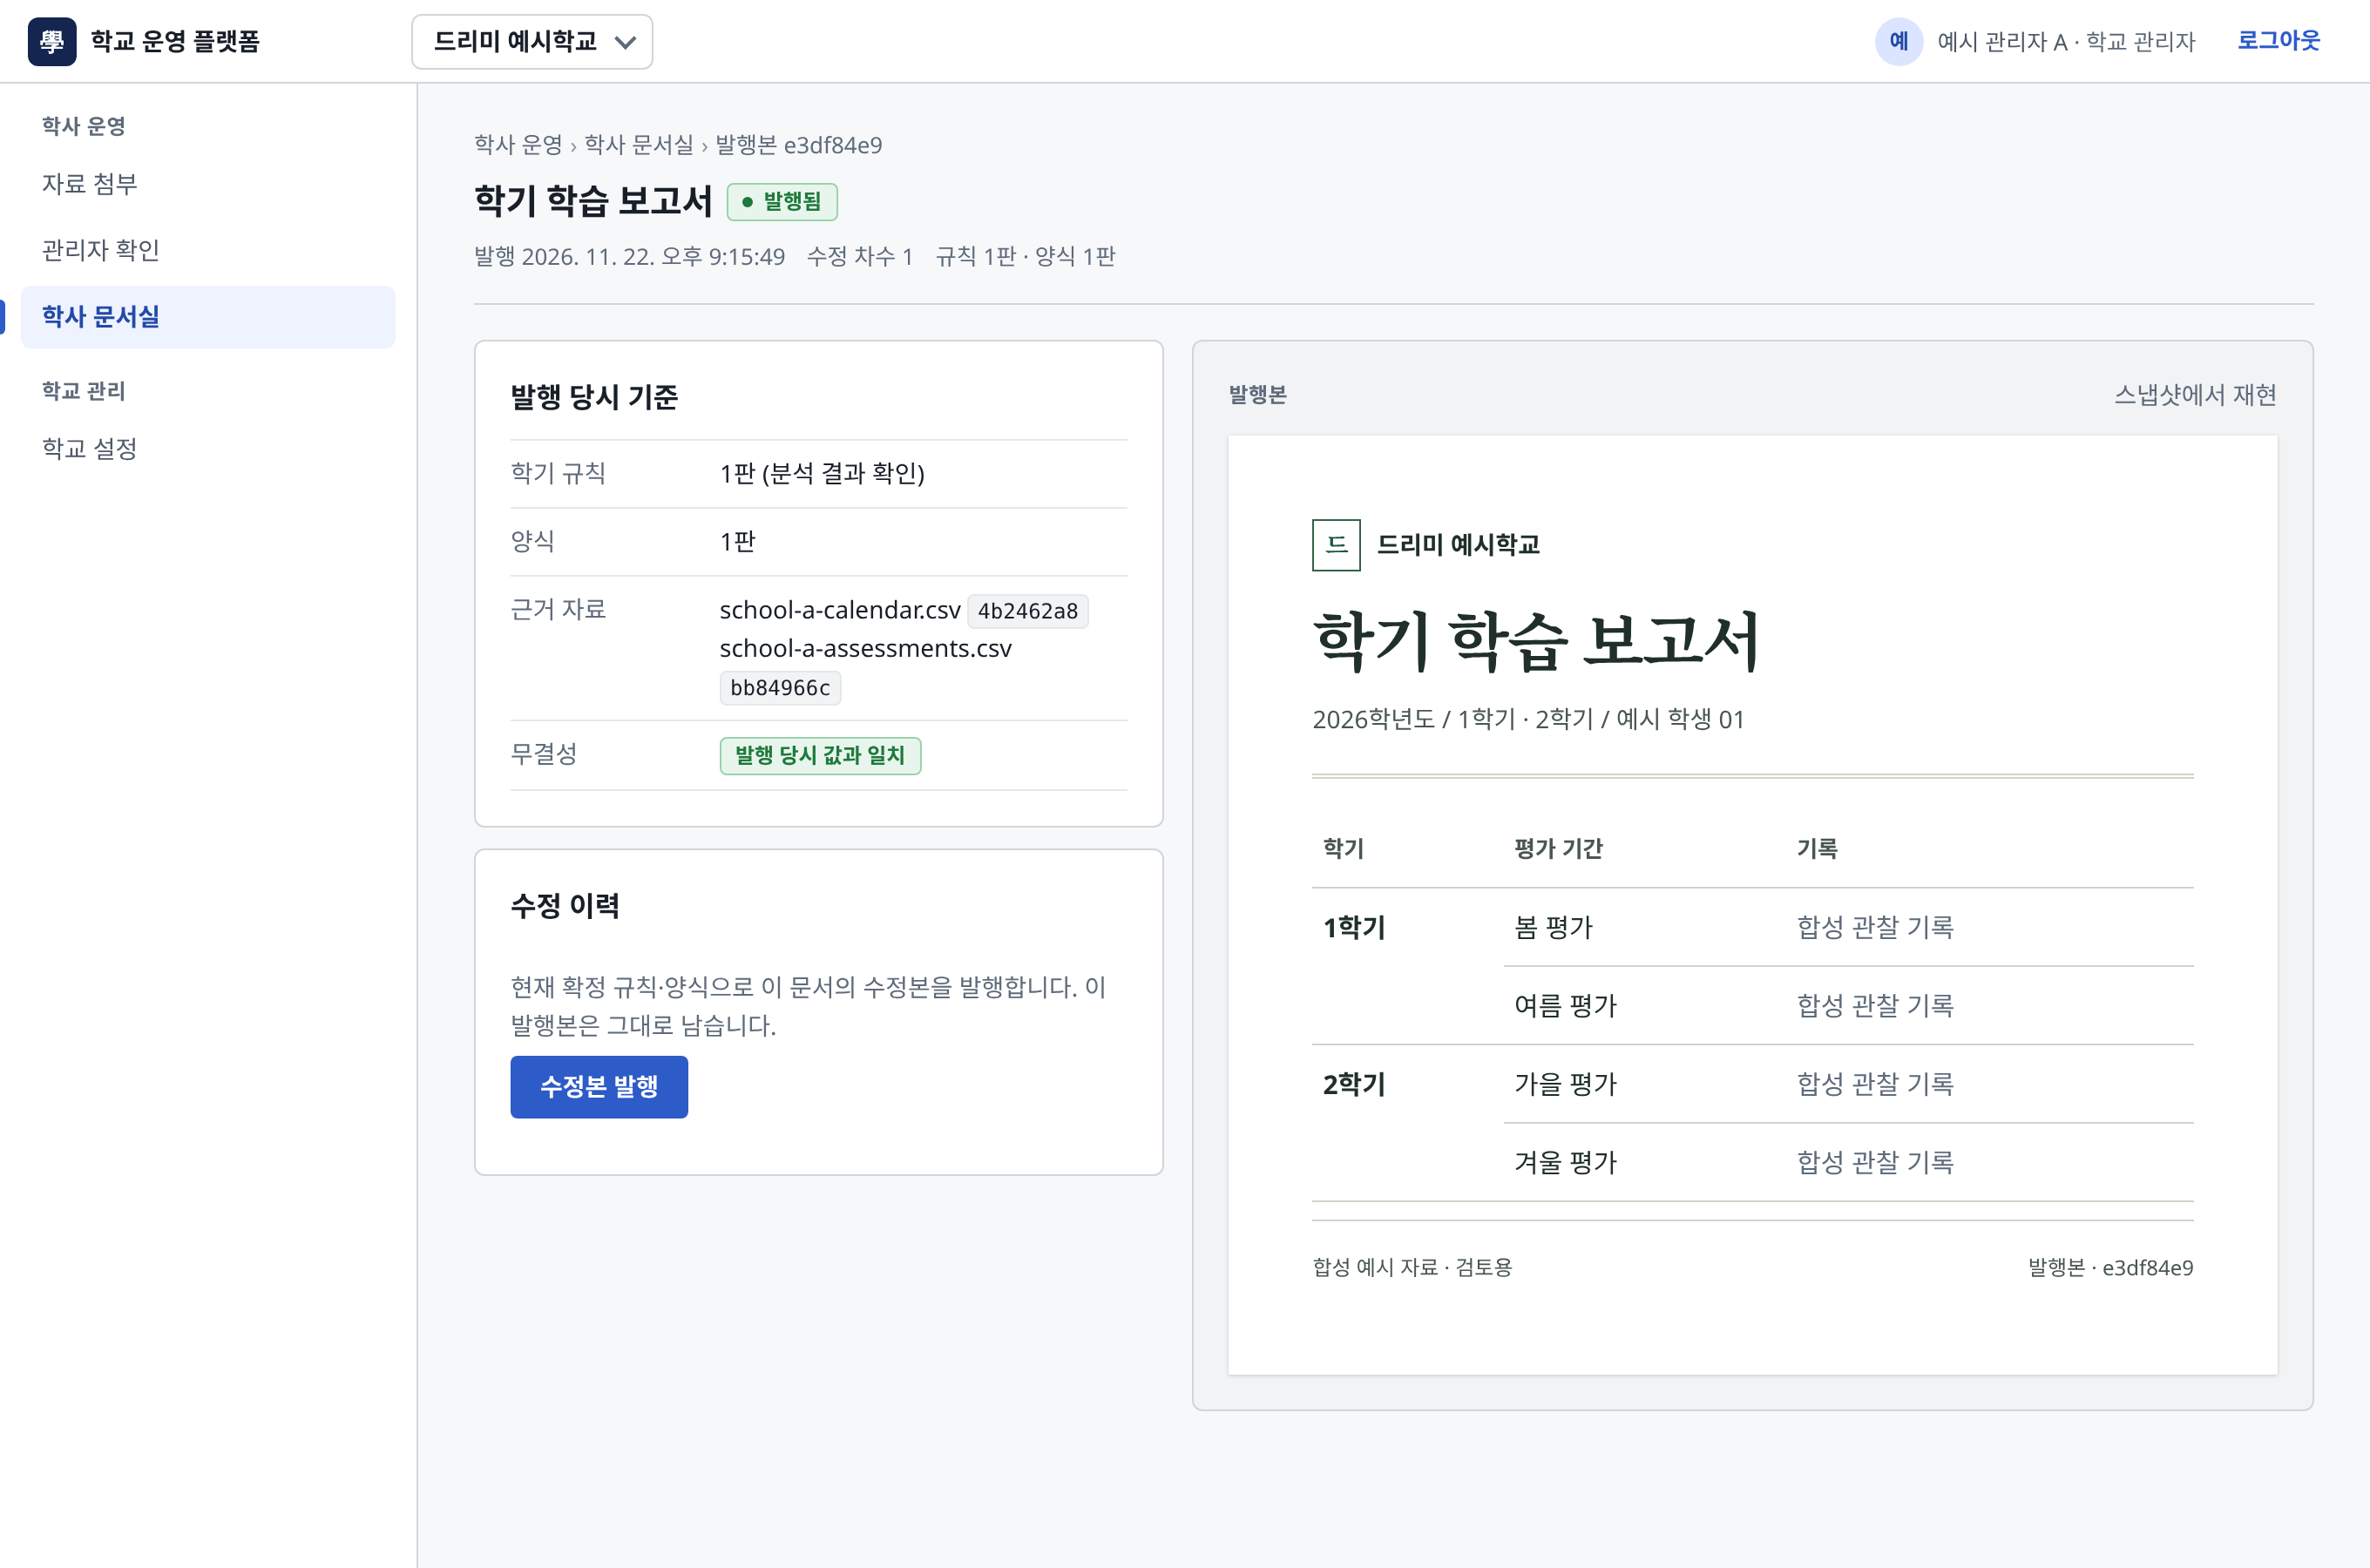 學 학교 운영 플랫폼
드리미 예시학교
예 예시 관리자 A · 학교 관리자
로그아웃
학사 운영
자료 첨부
관리자 확인
학사 문서실
학교 관리
학교 설정
학사 운영 › 학사 문서실 › 발행본 e3df84e9
학기 학습 보고서
발행됨
발행 2026. 11. 22. 오후 9:15:49 수정 차수 1 규칙 1판 · 양식 1판
발행 당시 기준
학기 규칙 1판 (분석 결과 확인)
양식 1판
근거 자료 school-a-calendar.csv 4b2462a8
school-a-assessments.csv
bb84966c
무결성 발행 당시 값과 일치
수정 이력
현재 확정 규칙·양식으로 이 문서의 수정본을 발행합니다. 이
발행본은 그대로 남습니다.
수정본 발행
발행본 스냅샷에서 재현
드 드리미 예시학교
학기 학습 보고서
2026학년도 / 1학기 · 2학기 / 예시 학생 01
학기 평가 기간 기록
1학기 봄 평가 합성 관찰 기록
여름 평가 합성 관찰 기록
2학기 가을 평가 합성 관찰 기록
겨울 평가 합성 관찰 기록
합성 예시 자료 · 검토용 발행본 · e3df84e9